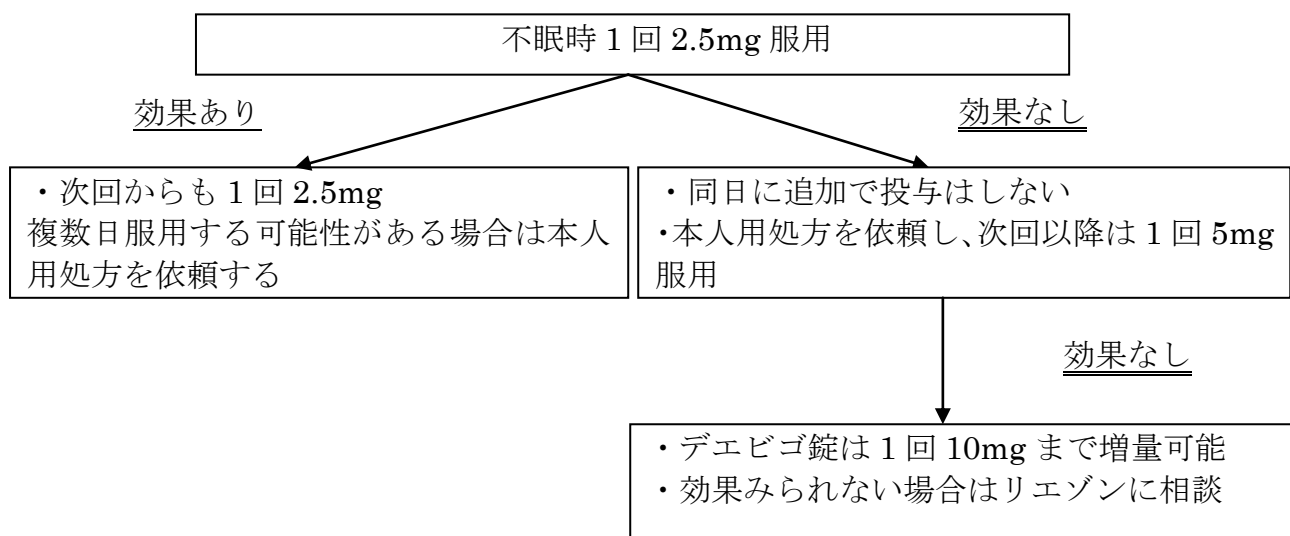 不眠時 1 回 2.5mg 服用
効果あり
効果なし
・次回からも 1 回 2.5mg
複数日服用する可能性がある場合は本人
用処方を依頼する
・同日に追加で投与はしない
・本人用処方を依頼し、次回以降は 1 回 5mg
服用
効果なし
・デエビゴ錠は 1 回 10mg まで増量可能
・効果みられない場合はリエゾンに相談